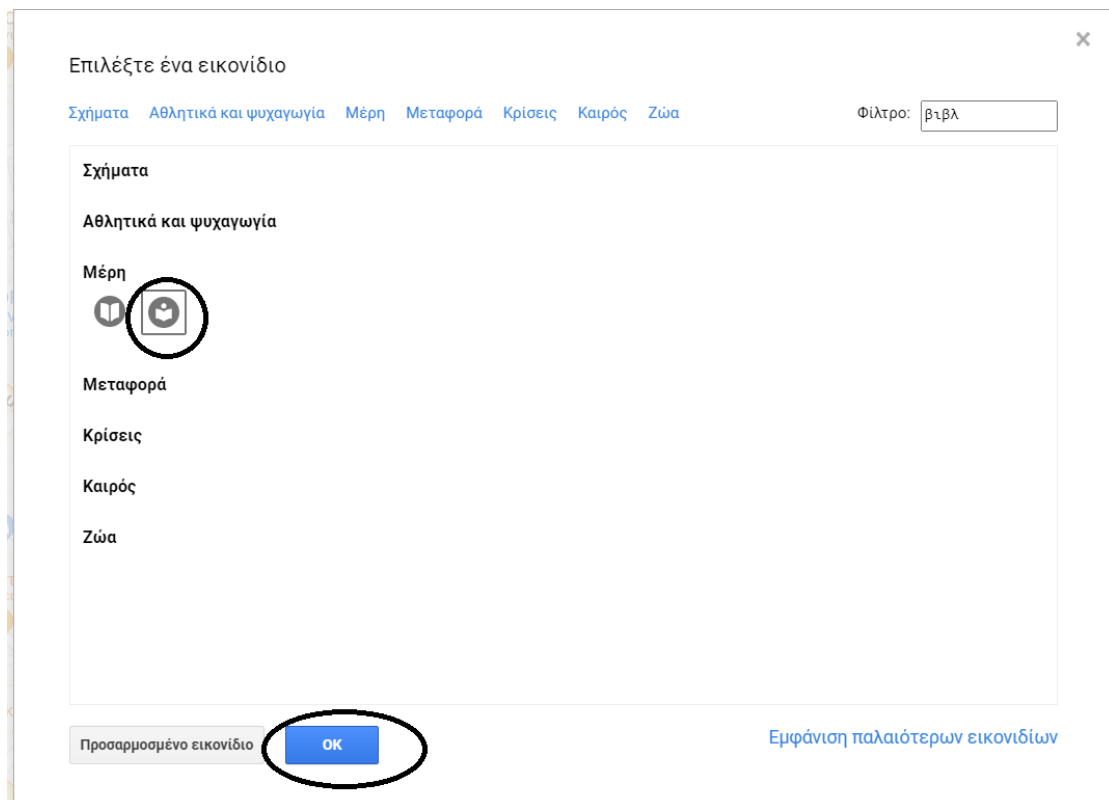 Επιλέξτε ένα εικονίδιο
Σχήματα Αθλητικά και ψυχαγωγία Μέρη Μεταφορά Κρίσεις Καιρός Ζώα Φίλτρο: βιβλ
Σχήματα
Αθλητικά και ψυχαγωγία
Μέρη
Μεταφορά
Κρίσεις
Καιρός
Ζώα
Προσαρμοσμένο εικονίδιο OK Εμφάνιση παλαιότερων εικονιδίων